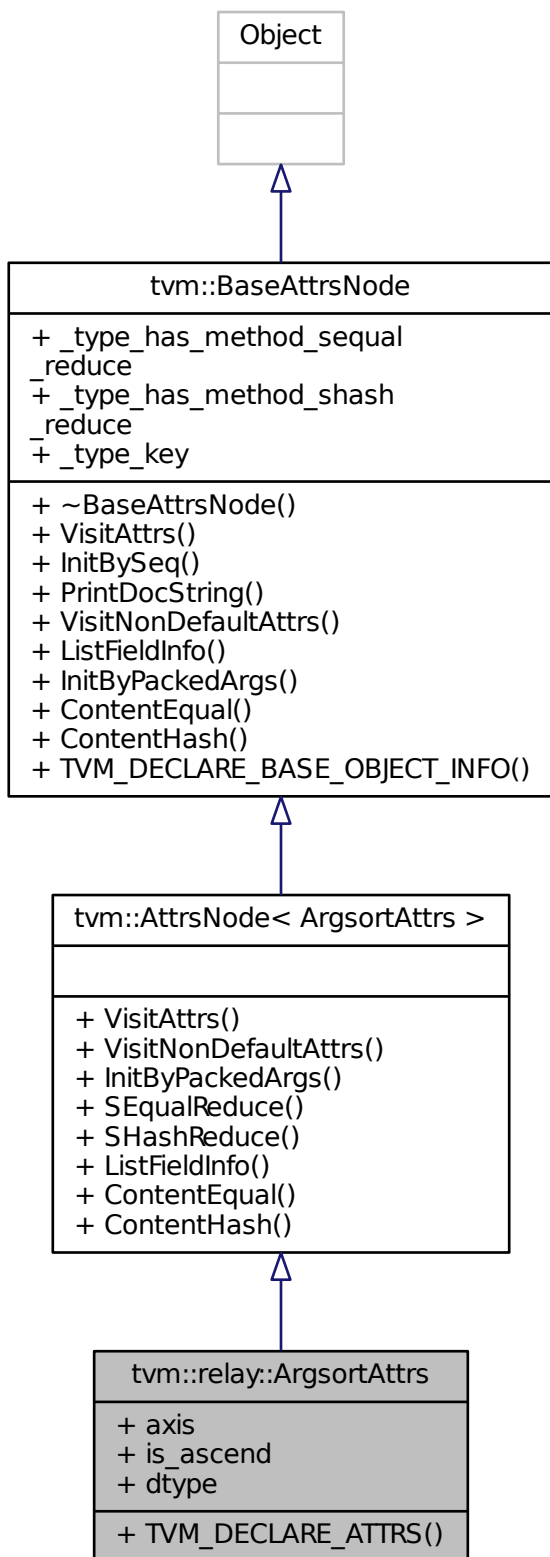 Object
tvm::BaseAttrsNode
+ _type_has_method_sequal
_reduce
+ _type_has_method_shash
_reduce
+ _type_key
+ ~BaseAttrsNode()
+ VisitAttrs()
+ InitBySeq()
+ PrintDocString()
+ VisitNonDefaultAttrs()
+ ListFieldInfo()
+ InitByPackedArgs()
+ ContentEqual()
+ ContentHash()
+ TVM_DECLARE_BASE_OBJECT_INFO()
tvm::AttrsNode< ArgsortAttrs >
+ VisitAttrs()
+ VisitNonDefaultAttrs()
+ InitByPackedArgs()
+ SEqualReduce()
+ SHashReduce()
+ ListFieldInfo()
+ ContentEqual()
+ ContentHash()
tvm::relay::ArgsortAttrs
+ axis
+ is_ascend
+ dtype
+ TVM_DECLARE_ATTRS()